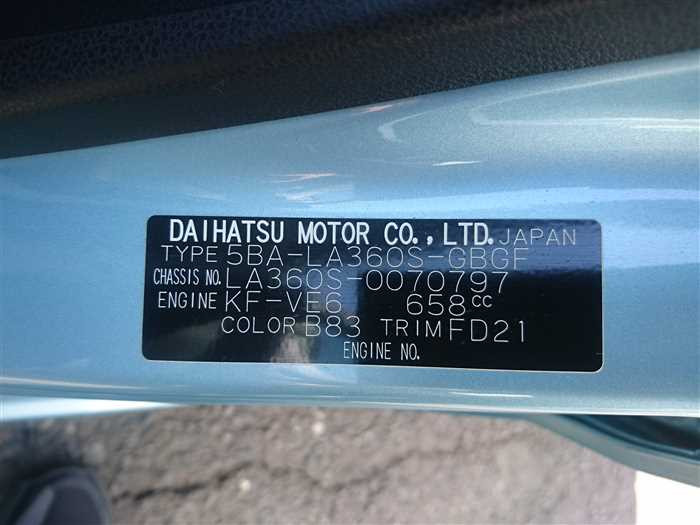 DAIHATSU MOTOR CO., LTD. JAPAN
TYPE 5BA-LA360S-GBGF
CHASSIS NO. LA360S-0070797
ENGINE KF-VE6 658cc
COLOR B83 TRIM FD21
ENGINE NO.